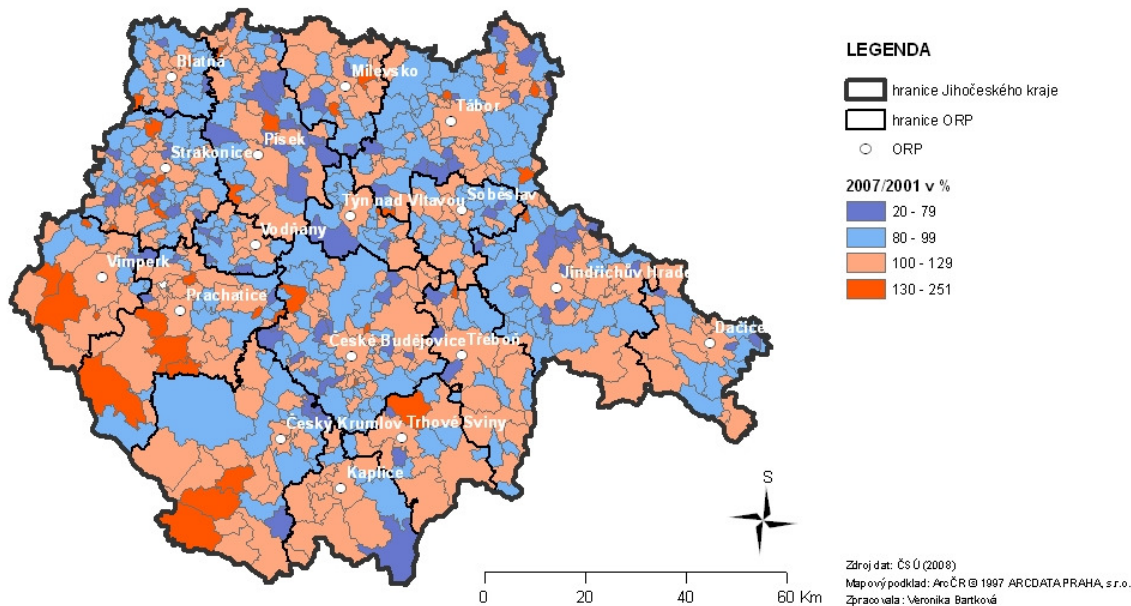 LEGENDA
hranice Jihočeského kraje
hranice ORP
ORP
2007/2001 v %
20 - 79
80 - 99
100 - 129
130 - 251
Blatná
Milevsko
Tábor
Písek
Strakonice
Týn nad Vltavou
Soběslav
Vodňany
Vimperk
Jindřichův Hradec
Prachatice
Dačice
České Budějovice
Třeboň
Český Krumlov
Trhové Sviny
Kaplice
S
0 20 40 60 Km
Zdroj dat: ČSÚ (2008)
Mapový podklad: ArcČR © 1997 ARCDATA PRAHA, s.r.o.
Zpracovala: Veronika Bartková